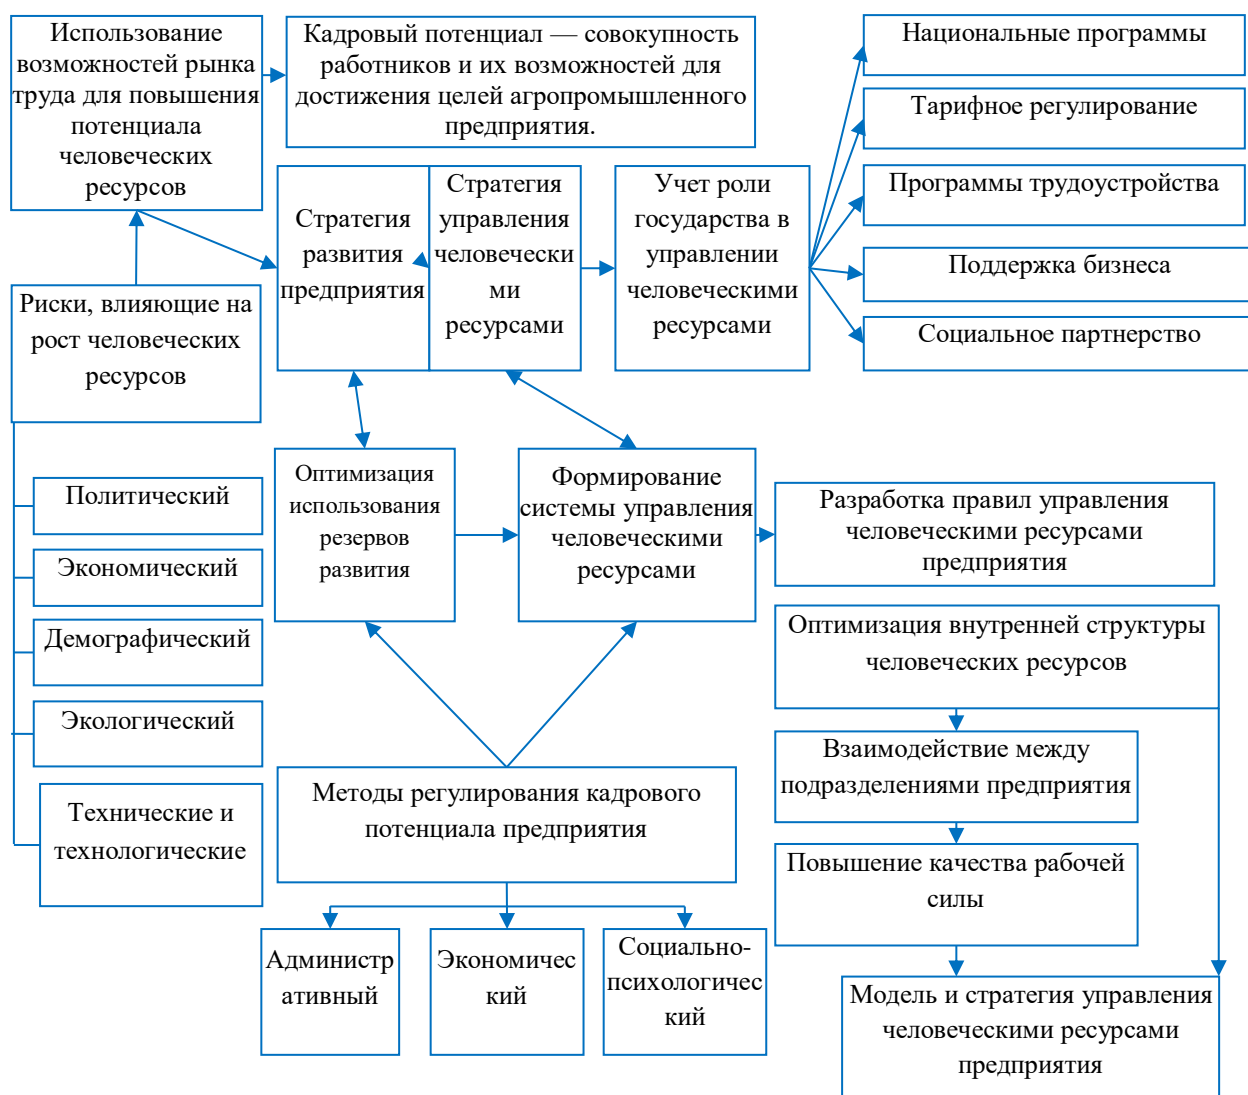 Использование
возможностей рынка
труда для повышения
потенциала
человеческих
ресурсов
Кадровый потенциал — совокупность
работников и их возможностей для
достижения целей агропромышленного
предприятия.
Национальные программы
Тарифное регулирование
Программы трудоустройства
Поддержка бизнеса
Социальное партнерство
Стратегия
развития
предприятия
Стратегия
управления
человечески
ми
ресурсами
Учет роли
государства в
управлении
человеческими
ресурсами
Риски, влияющие на
рост человеческих
ресурсов
Политический
Экономический
Демографический
Экологический
Технические и
технологические
Оптимизация
использования
резервов
развития
Формирование
системы управления
человеческими
ресурсами
Разработка правил управления
человеческими ресурсами
предприятия
Оптимизация внутренней структуры
человеческих ресурсов
Взаимодействие между
подразделениями предприятия
Повышение качества рабочей
силы
Модель и стратегия управления
человеческими ресурсами
предприятия
Методы регулирования кадрового
потенциала предприятия
Администр
ативный
Экономичес
кий
Социально-
психологичес
кий